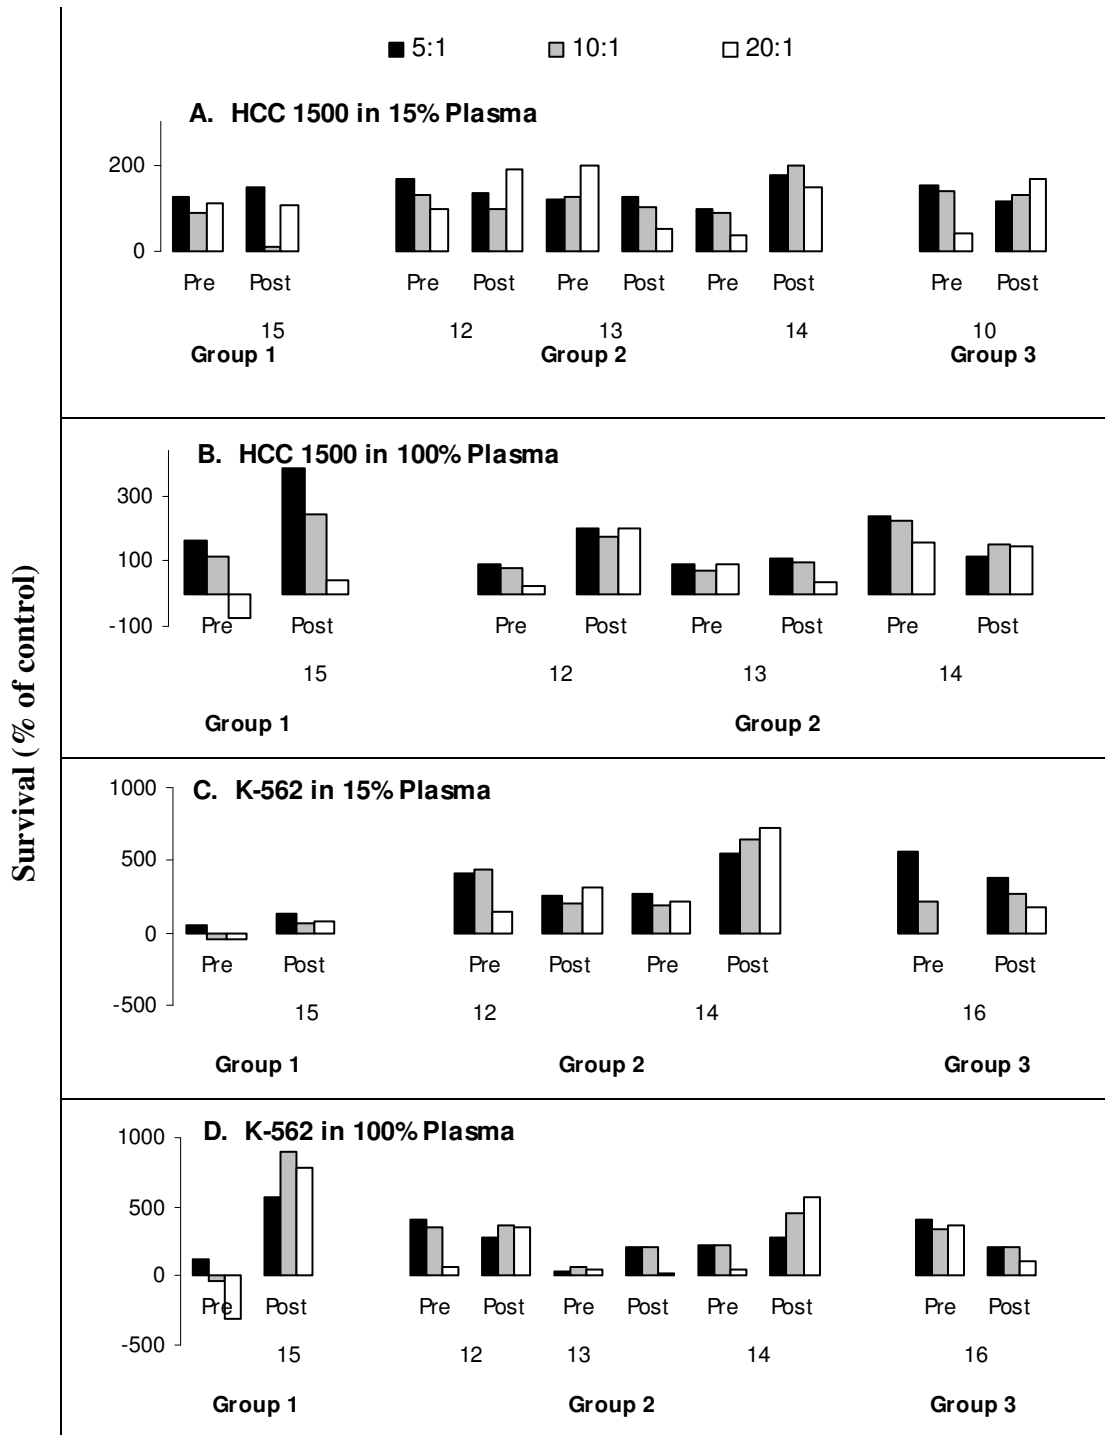 5:1 10:1 20:1
A. HCC 1500 in 15% Plasma
200
0
Pre Post Pre Post Pre Post Pre Post Pre Post
15 12 13 14 10
Group 1 Group 2 Group 3
B. HCC 1500 in 100% Plasma
300
100
-100
Pre Post Pre Post Pre Post Pre Post
15 12 13 14
Group 1 Group 2
Survival (% of control)
C. K-562 in 15% Plasma
1000
500
0
Pre Post Pre Post Pre Post Pre Post
-500
15 12 14 16
Group 1 Group 2 Group 3
D. K-562 in 100% Plasma
1000
500
0
Pre Post Pre Post Pre Post Pre Post Pre Post
-500
15 12 13 14 16
Group 1 Group 2 Group 3